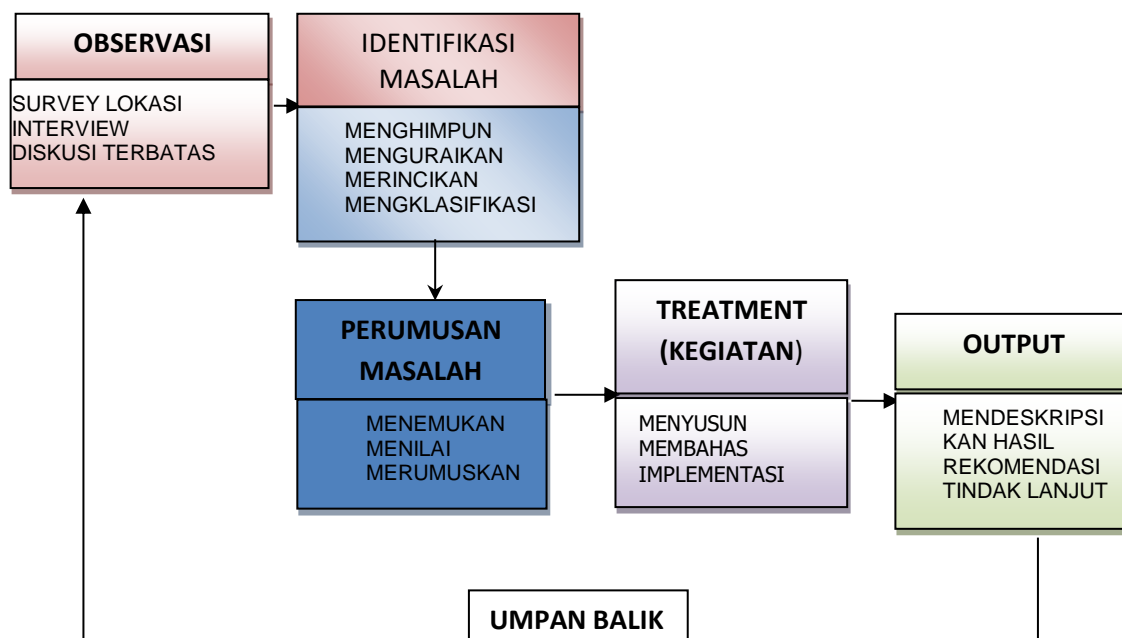 OBSERVASI
SURVEY LOKASI
INTERVIEW
DISKUSI TERBATAS
IDENTIFIKASI
MASALAH
MENGHIMPUN
MENGURAIKAN
MERINCIKAN
MENGKLASIFIKASI
PERUMUSAN
MASALAH
MENEMUKAN
MENILAI
MERUMUSKAN
TREATMENT
(KEGIATAN)
MENYUSUN
MEMBAHAS
IMPLEMENTASI
OUTPUT
MENDESKRIPSI
KAN HASIL
REKOMENDASI
TINDAK LANJUT
UMPAN BALIK